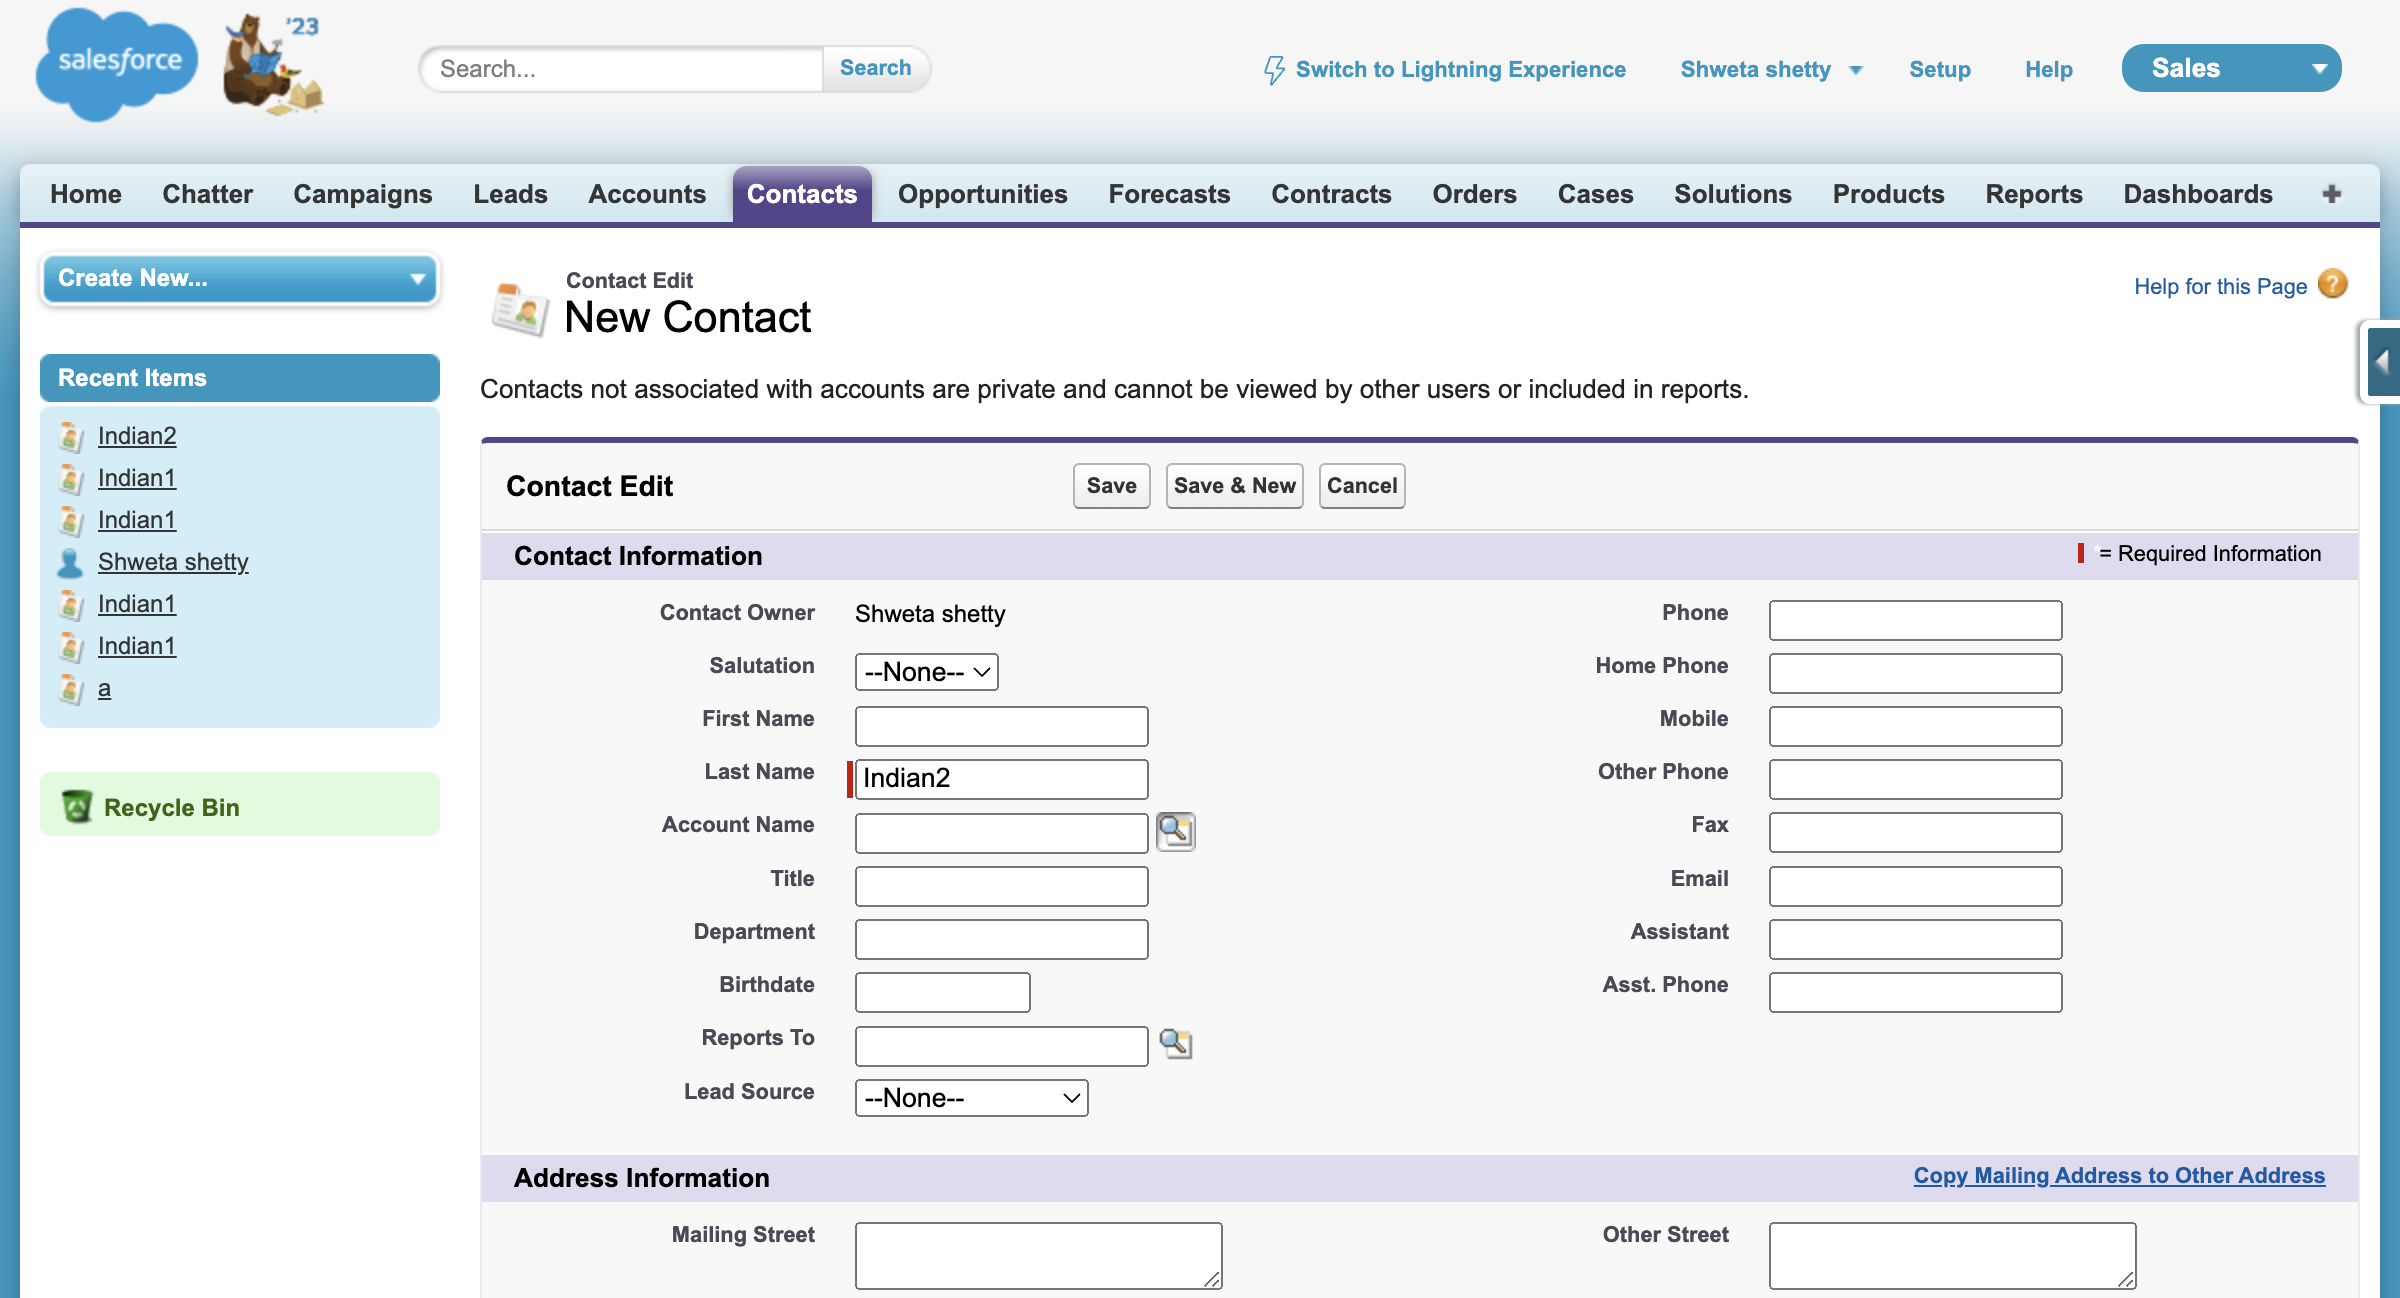 salesforce
'23
Search...
Search
Switch to Lightning Experience
Shweta shetty
Setup
Help
Sales
Home
Chatter
Campaigns
Leads
Accounts
Contacts
Opportunities
Forecasts
Contracts
Orders
Cases
Solutions
Products
Reports
Dashboards
+
Create New...
Recent Items
Indian2
Indian1
Indian1
Shweta shetty
Indian1
Indian1
a
Recycle Bin
Contact Edit
New Contact
Help for this Page ?
Contacts not associated with accounts are private and cannot be viewed by other users or included in reports.
Contact Edit
Save
Save & New
Cancel
Contact Information
= Required Information
Contact Owner Shweta shetty
Salutation --None--
First Name
Last Name Indian2
Account Name
Title
Department
Birthdate
Reports To
Lead Source --None--
Phone
Home Phone
Mobile
Other Phone
Fax
Email
Assistant
Asst. Phone
Address Information
Copy Mailing Address to Other Address
Mailing Street
Other Street